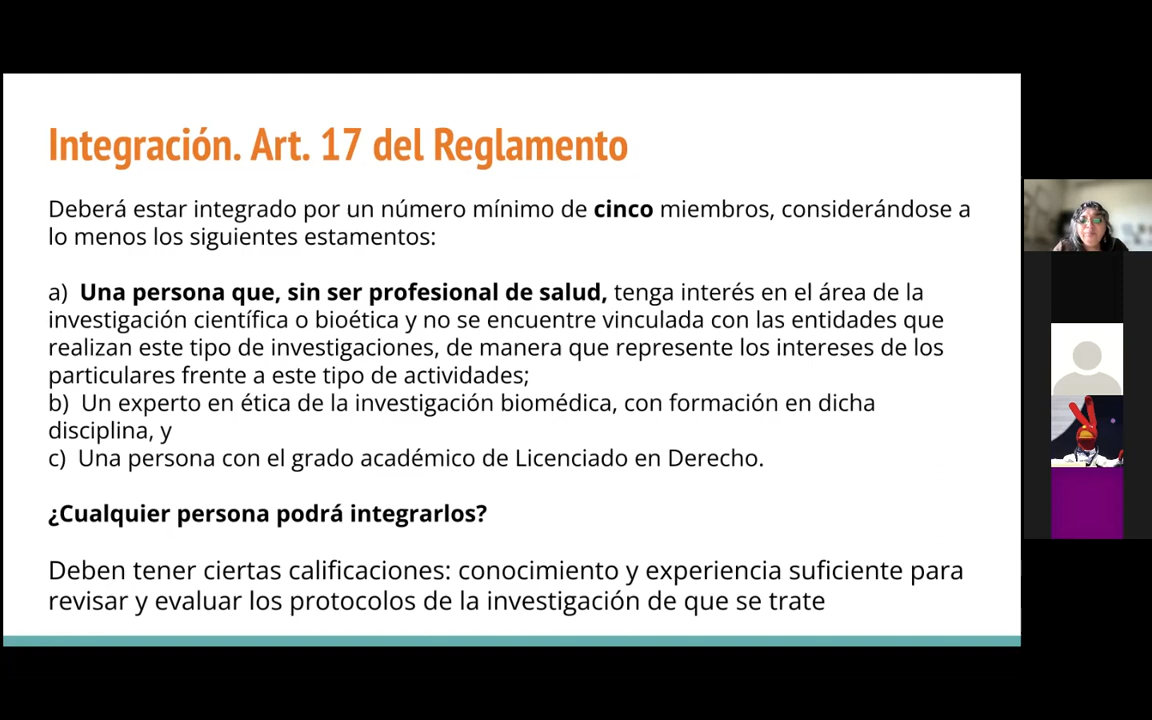 Integración. Art. 17 del Reglamento
Deberá estar integrado por un número mínimo de cinco miembros, considerándose a
lo menos los siguientes estamentos:
a) Una persona que, sin ser profesional de salud, tenga interés en el área de la
investigación científica o bioética y no se encuentre vinculada con las entidades que
realizan este tipo de investigaciones, de manera que represente los intereses de los
particulares frente a este tipo de actividades;
b) Un experto en ética de la investigación biomédica, con formación en dicha
disciplina, y
c) Una persona con el grado académico de Licenciado en Derecho.
¿Cualquier persona podrá integrarlos?
Deben tener ciertas calificaciones: conocimiento y experiencia suficiente para
revisar y evaluar los protocolos de la investigación de que se trate